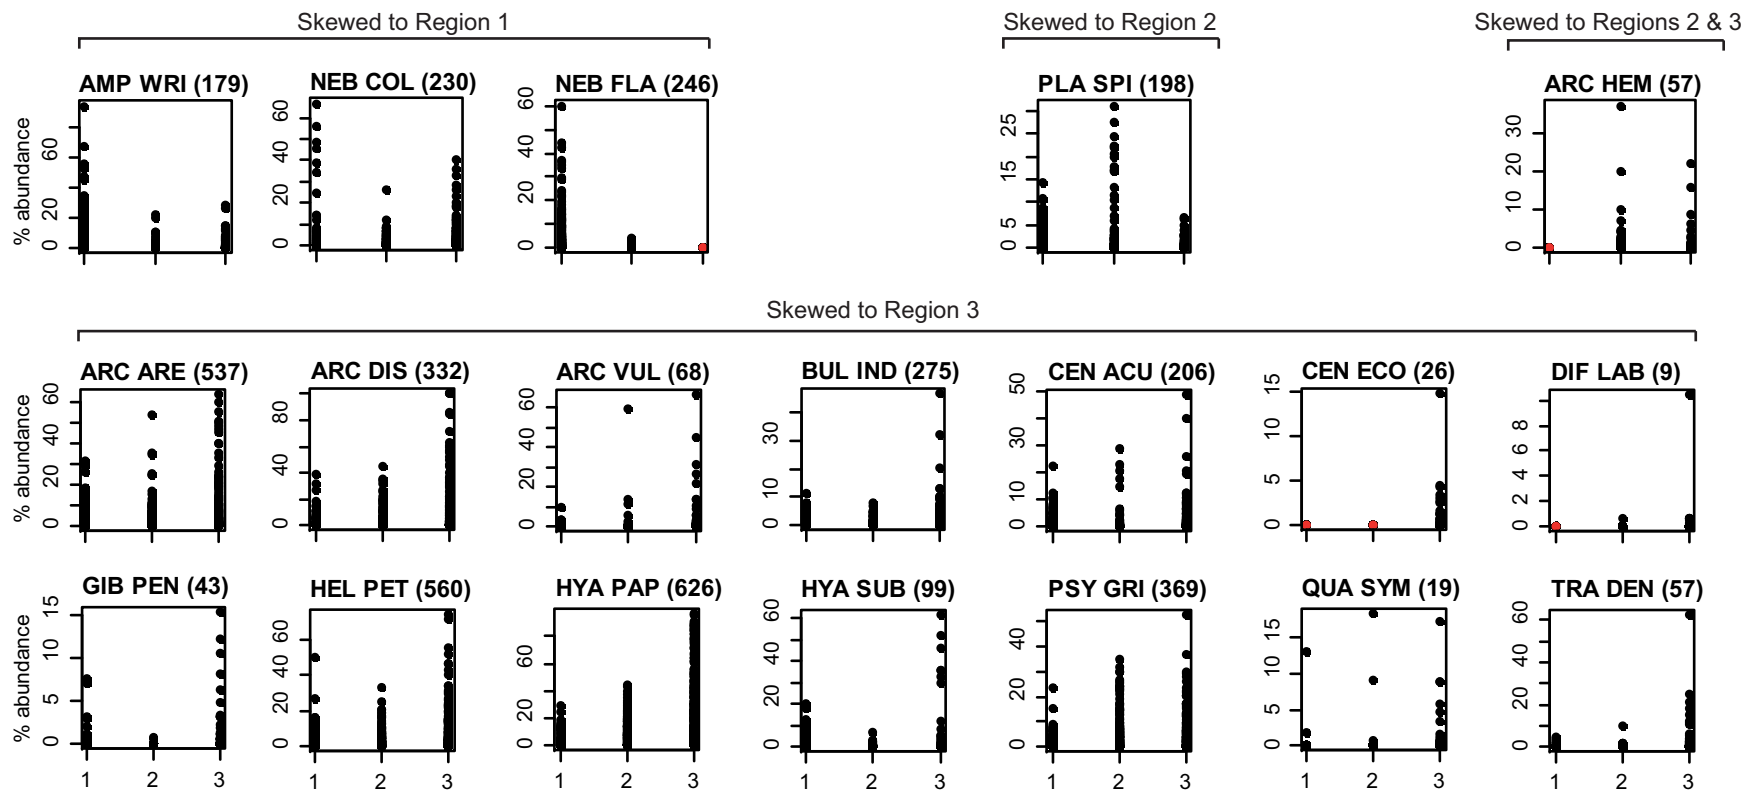 Skewed to Region 1
Skewed to Region 2
Skewed to Regions 2 & 3
AMP WRI (179)
NEB COL (230)
NEB FLA (246)
PLA SPI (198)
ARC HEM (57)
% abundance
0 20 60
0 20 40 60
0 20 40 60
0 5 15 25
0 10 20 30
Skewed to Region 3
ARC ARE (537)
ARC DIS (332)
ARC VUL (68)
BUL IND (275)
CEN ACU (206)
CEN ECO (26)
DIF LAB (9)
% abundance
0 20 40 60
0 40 80
0 20 40 60
0 10 30
0 10 30 50
0 5 10 15
0 2 4 6 8
GIB PEN (43)
HEL PET (560)
HYA PAP (626)
HYA SUB (99)
PSY GRI (369)
QUA SYM (19)
TRA DEN (57)
% abundance
0 5 10 15
0 20 40 60
0 20 60
0 20 40 60
0 20 40
0 5 10 15
0 20 40 60
1 2 3
1 2 3
1 2 3
1 2 3
1 2 3
1 2 3
1 2 3